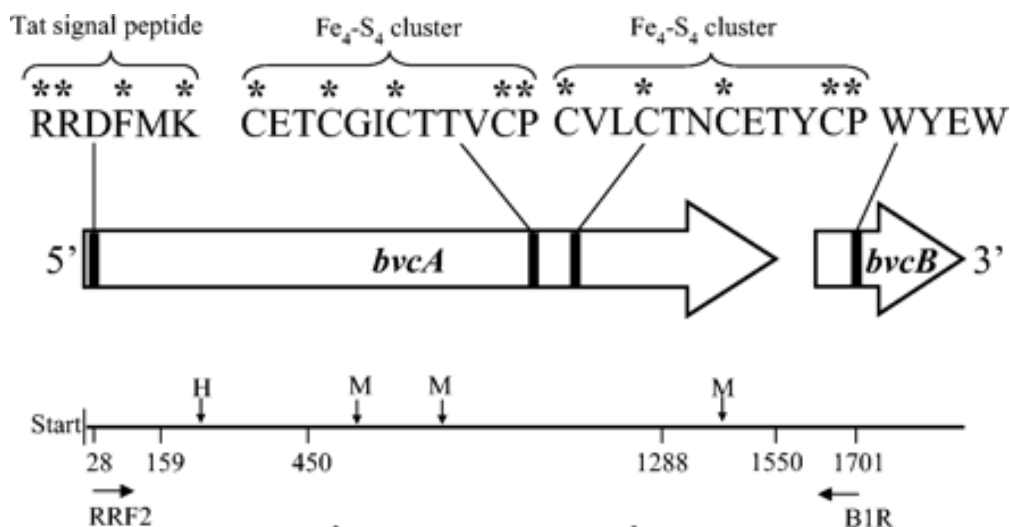 Tat signal peptide Fe4-S4 cluster Fe4-S4 cluster
** * * * * * ** * * * **
RRDFMK CETCGICTTVCP CVLCTNCETYCP WYEW
5’ bvcA bvcB 3’
H M M M
Start
28 159 450 1288 1550 1701
RRF2 B1R